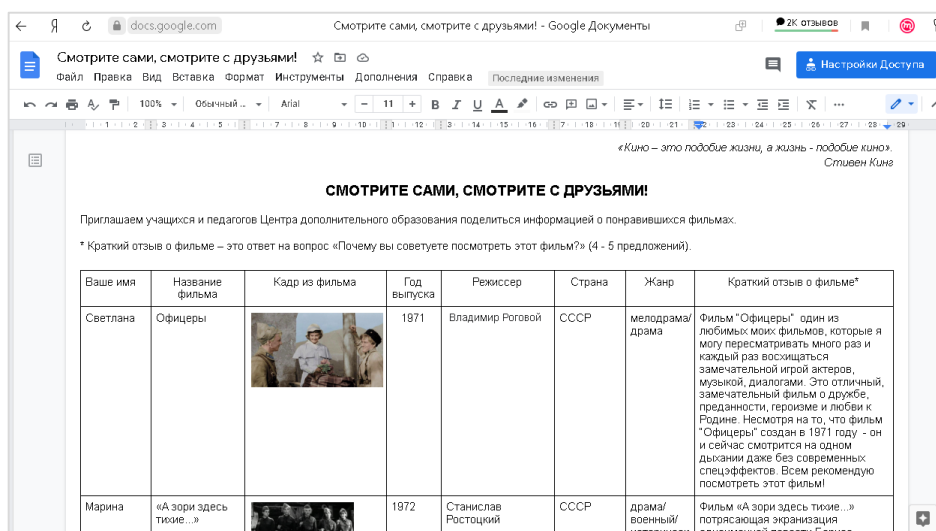 docs.google.com
Смотрите сами, смотрите с друзьями! - Google Документы
2K отзывов
Смотрите сами, смотрите с друзьями!
Файл Правка Вид Вставка Формат Инструменты Дополнения Справка Последние изменения
Настройки Доступа
100% Обычный ... Arial 11 B I U A
«Кино – это подобие жизни, а жизнь - подобие кино».
Стивен Кинг
СМОТРИТЕ САМИ, СМОТРИТЕ С ДРУЗЬЯМИ!
Приглашаем учащихся и педагогов Центра дополнительного образования поделиться информацией о понравившихся фильмах.
* Краткий отзыв о фильме – это ответ на вопрос «Почему вы советуете посмотреть этот фильм?» (4 - 5 предложений).
Ваше имя
Название
фильма
Кадр из фильма
Год
выпуска
Режиссер
Страна
Жанр
Краткий отзыв о фильме*
Светлана
Офицеры
1971
Владимир Роговой
СССР
мелодрама/
драма
Фильм "Офицеры" один из
любимых моих фильмов, которые я
могу пересматривать много раз и
каждый раз восхищаться
замечательной игрой актеров,
музыкой, диалогами. Это отличный,
замечательный фильм о дружбе,
преданности, героизме и любви к
Родине. Несмотря на то, что фильм
"Офицеры" создан в 1971 году - он
и сейчас смотрится на одном
дыхании даже без современных
спецэффектов. Всем рекомендую
посмотреть этот фильм!
Марина
«А зори здесь
тихие...»
1972
Станислав
Ростоцкий
СССР
драма/
военный/
Фильм «А зори здесь тихие...»
потрясающая экранизация